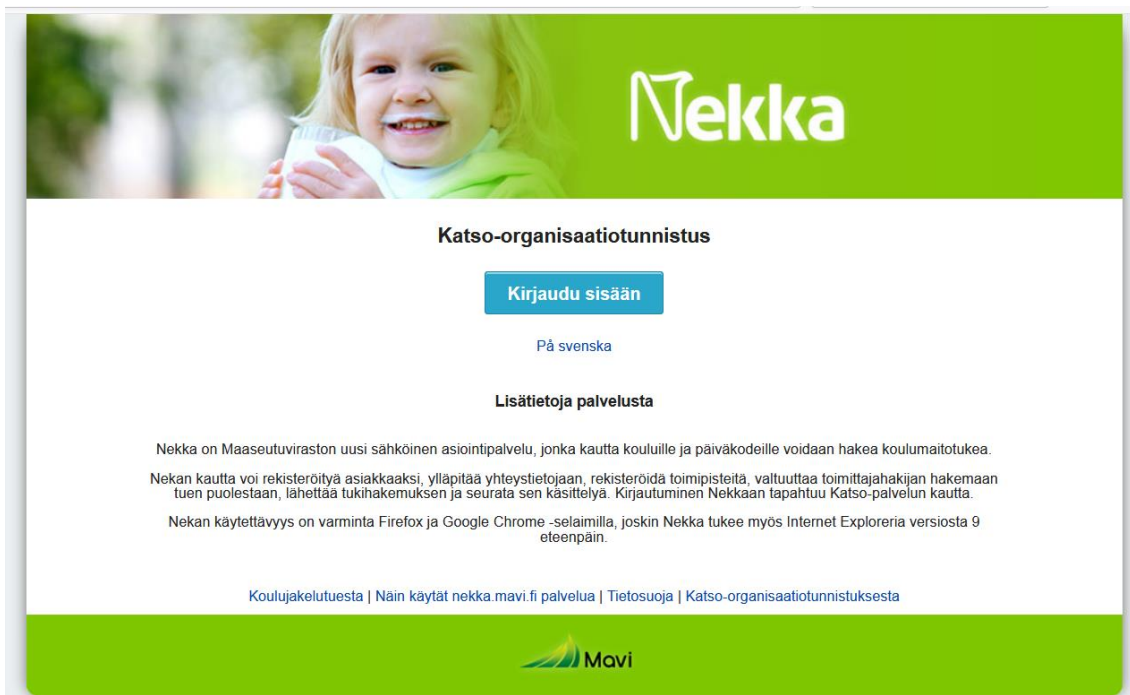 Nekka
Katso-organisaatiotunnistus
Kirjaudu sisään
På svenska
Lisätietoja palvelusta
Nekka on Maaseutuviraston uusi sähköinen asiointipalvelu, jonka kautta kouluille ja päiväkodeille voidaan hakea koulumaitotukea.
Nekan kautta voi rekisteröityä asiakkaaksi, ylläpitää yhteystietojaan, rekisteröidä toimipisteitä, valtuuttaa toimittajahakijan hakemaan
tuen puolestaan, lähettää tukihakemuksen ja seurata sen käsittelyä. Kirjautuminen Nekkaan tapahtuu Katso-palvelun kautta.
Nekan käytettävyys on varminta Firefox ja Google Chrome -selaimilla, joskin Nekka tukee myös Internet Exploreria versiosta 9
eteenpäin.
Koulujakelutuesta | Näin käytät nekka.mavi.fi palvelua | Tietosuoja | Katso-organisaatiotunnistuksesta
Mavi